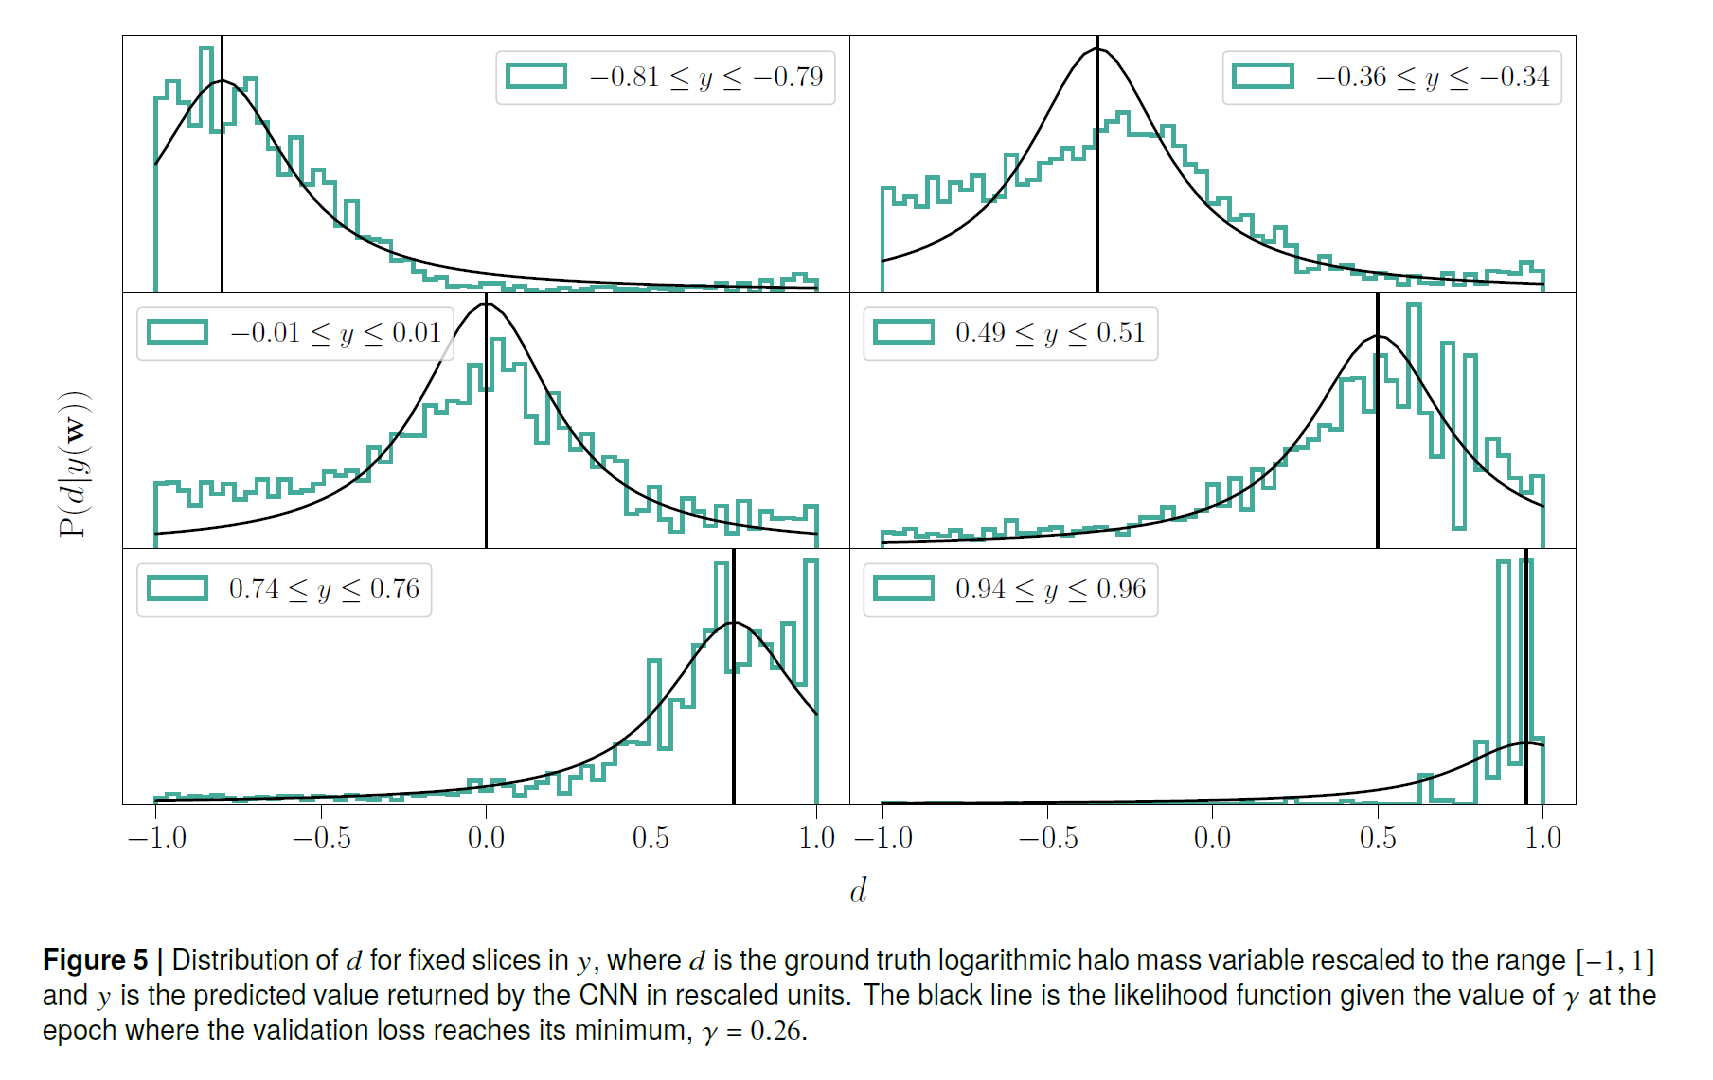 −0.81 ≤ y ≤ −0.79
−0.36 ≤ y ≤ −0.34
−0.01 ≤ y ≤ 0.01
0.49 ≤ y ≤ 0.51
0.74 ≤ y ≤ 0.76
0.94 ≤ y ≤ 0.96
P(d|y(w))
−1.0 −0.5 0.0 0.5 1.0 −1.0 −0.5 0.0 0.5 1.0
d
Figure 5 | Distribution of d for fixed slices in y, where d is the ground truth logarithmic halo mass variable rescaled to the range [−1, 1]
and y is the predicted value returned by the CNN in rescaled units. The black line is the likelihood function given the value of γ at the
epoch where the validation loss reaches its minimum, γ = 0.26.